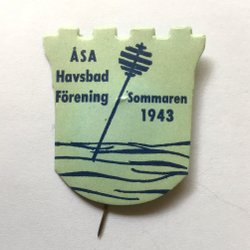 ÅSA
Havsbad
Förening
Sommaren
1943